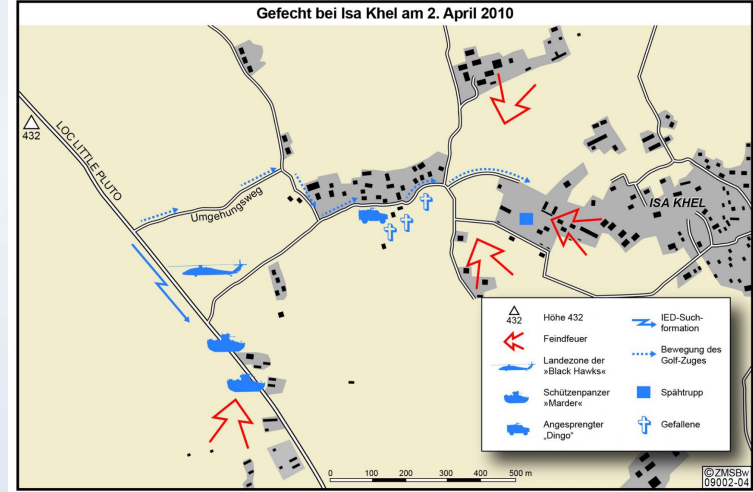 Gefecht bei Isa Khel am 2. April 2010
432
LOC LITTLE PLUTO
Umgehungsweg
ISA KHEL
432
Höhe 432
Feindfeuer
Landezone der
»Black Hawks«
Schützenpanzer
»Marder«
Angesprengter
„Dingo"
IED-Such-
formation
Bewegung des
Golf-Zuges
Spähtrupp
Gefallene
0 100 200 300 400 500 m
©ZMSBw
09002-04